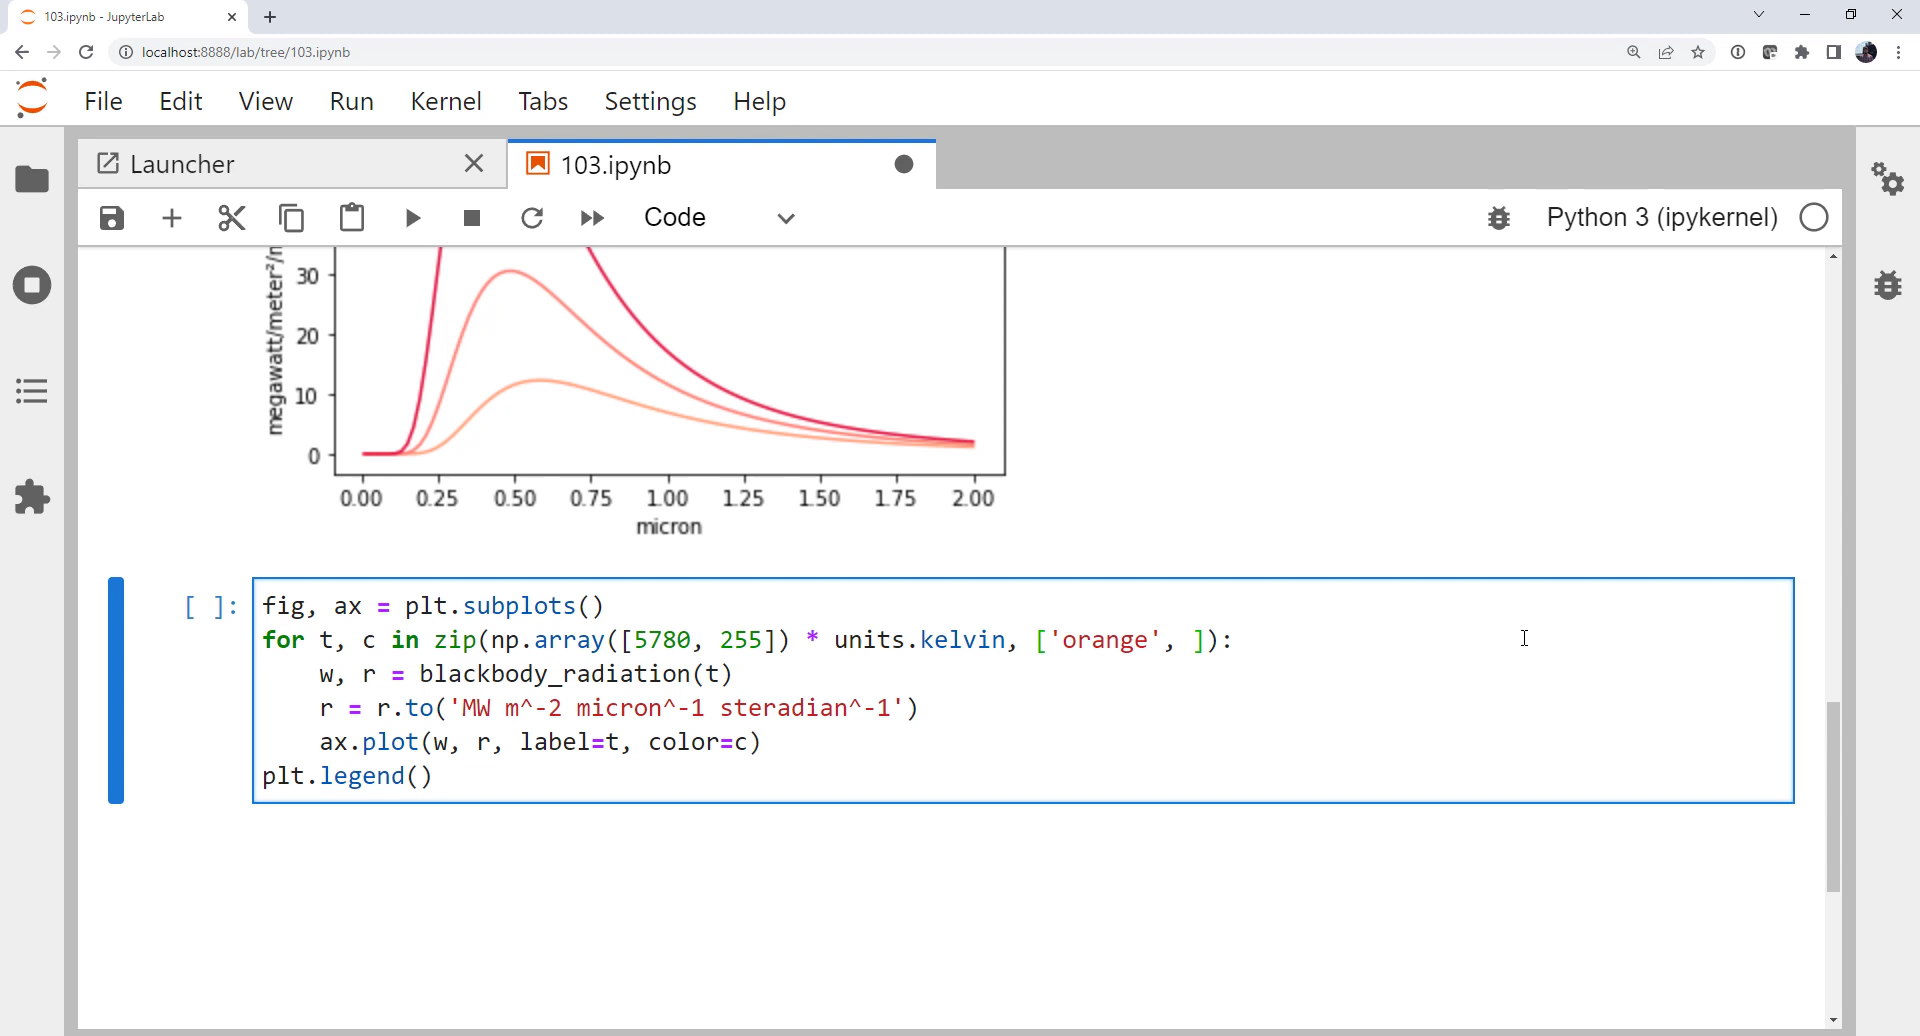 103.ipynb - JupyterLab
localhost:8888/lab/tree/103.ipynb
File Edit View Run Kernel Tabs Settings Help
Launcher
103.ipynb
Code
Python 3 (ipykernel)
megawatt/meter²/
30
20
10
0
0.00 0.25 0.50 0.75 1.00 1.25 1.50 1.75 2.00
micron
[ ]:
fig, ax = plt.subplots()
for t, c in zip(np.array([5780, 255]) * units.kelvin, ['orange', ]):
    w, r = blackbody_radiation(t)
    r = r.to('MW m^-2 micron^-1 steradian^-1')
    ax.plot(w, r, label=t, color=c)
plt.legend()